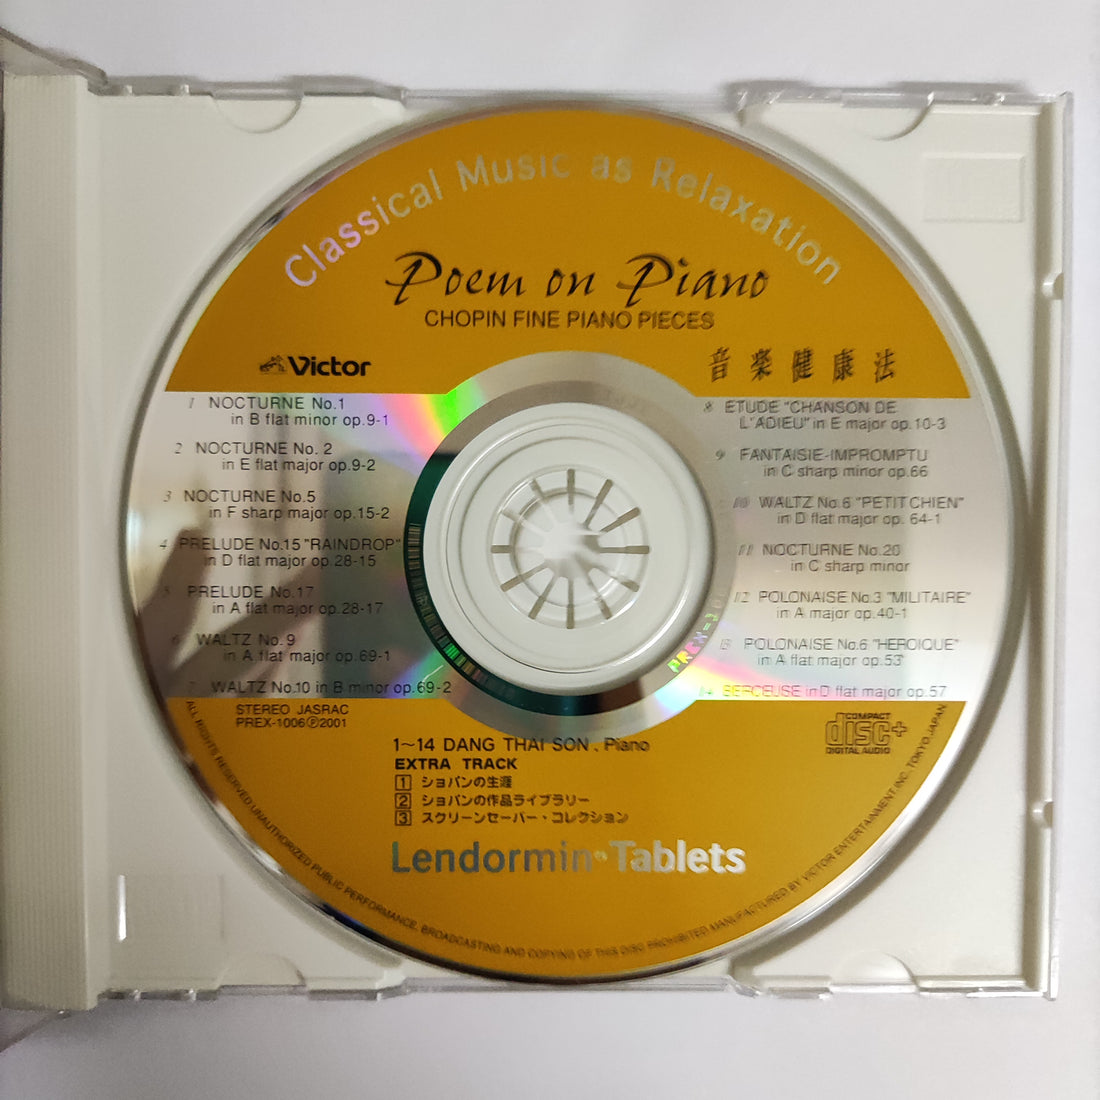 Classical Music as Relaxation
Poem on Piano
CHOPIN FINE PIANO PIECES
Victor
音楽健康法
1 NOCTURNE No.1
in B flat minor op.9-1
2 NOCTURNE No. 2
in E flat major op.9-2
3 NOCTURNE No.5
in F sharp major op.15-2
4 PRELUDE No.15 "RAINDROP"
in D flat major op.28-15
5 PRELUDE No.17
in A flat major op.28-17
6 WALTZ No.9
in A flat major op.69-1
7 WALTZ No.10 in B minor op.69-2
8 ETUDE "CHANSON DE
L'ADIEU" in E major op.10-3
9 FANTAISIE-IMPROMPTU
in C sharp minor op.66
10 WALTZ No.6 "PETIT CHIEN"
in D flat major op. 64-1
11 NOCTURNE No.20
in C sharp minor
12 POLONAISE No.3 "MILITAIRE"
in A major op.40-1
13 POLONAISE No.6 "HEROIQUE"
in A flat major op.53
14 BERCEUSE in D flat major op.57
STEREO JASRAC
PREX-1006Ⓟ2001
COMPACT
disc+
DIGITAL AUDIO
1~14 DANG THAI SON, Piano
EXTRA TRACK
1 ショパンの生涯
2 ショパンの作品ライブラリー
3 スクリーンセーバー・コレクション
Lendormin® Tablets
ALL RIGHTS RESERVED.UNAUTHORIZED PUBLIC PERFORMANCE, BROADCASTING AND COPYING OF THIS DISC PROHIBITED MANUFACTURED BY VICTOR ENTERTAINMENT,INC.,TOKYO,JAPAN